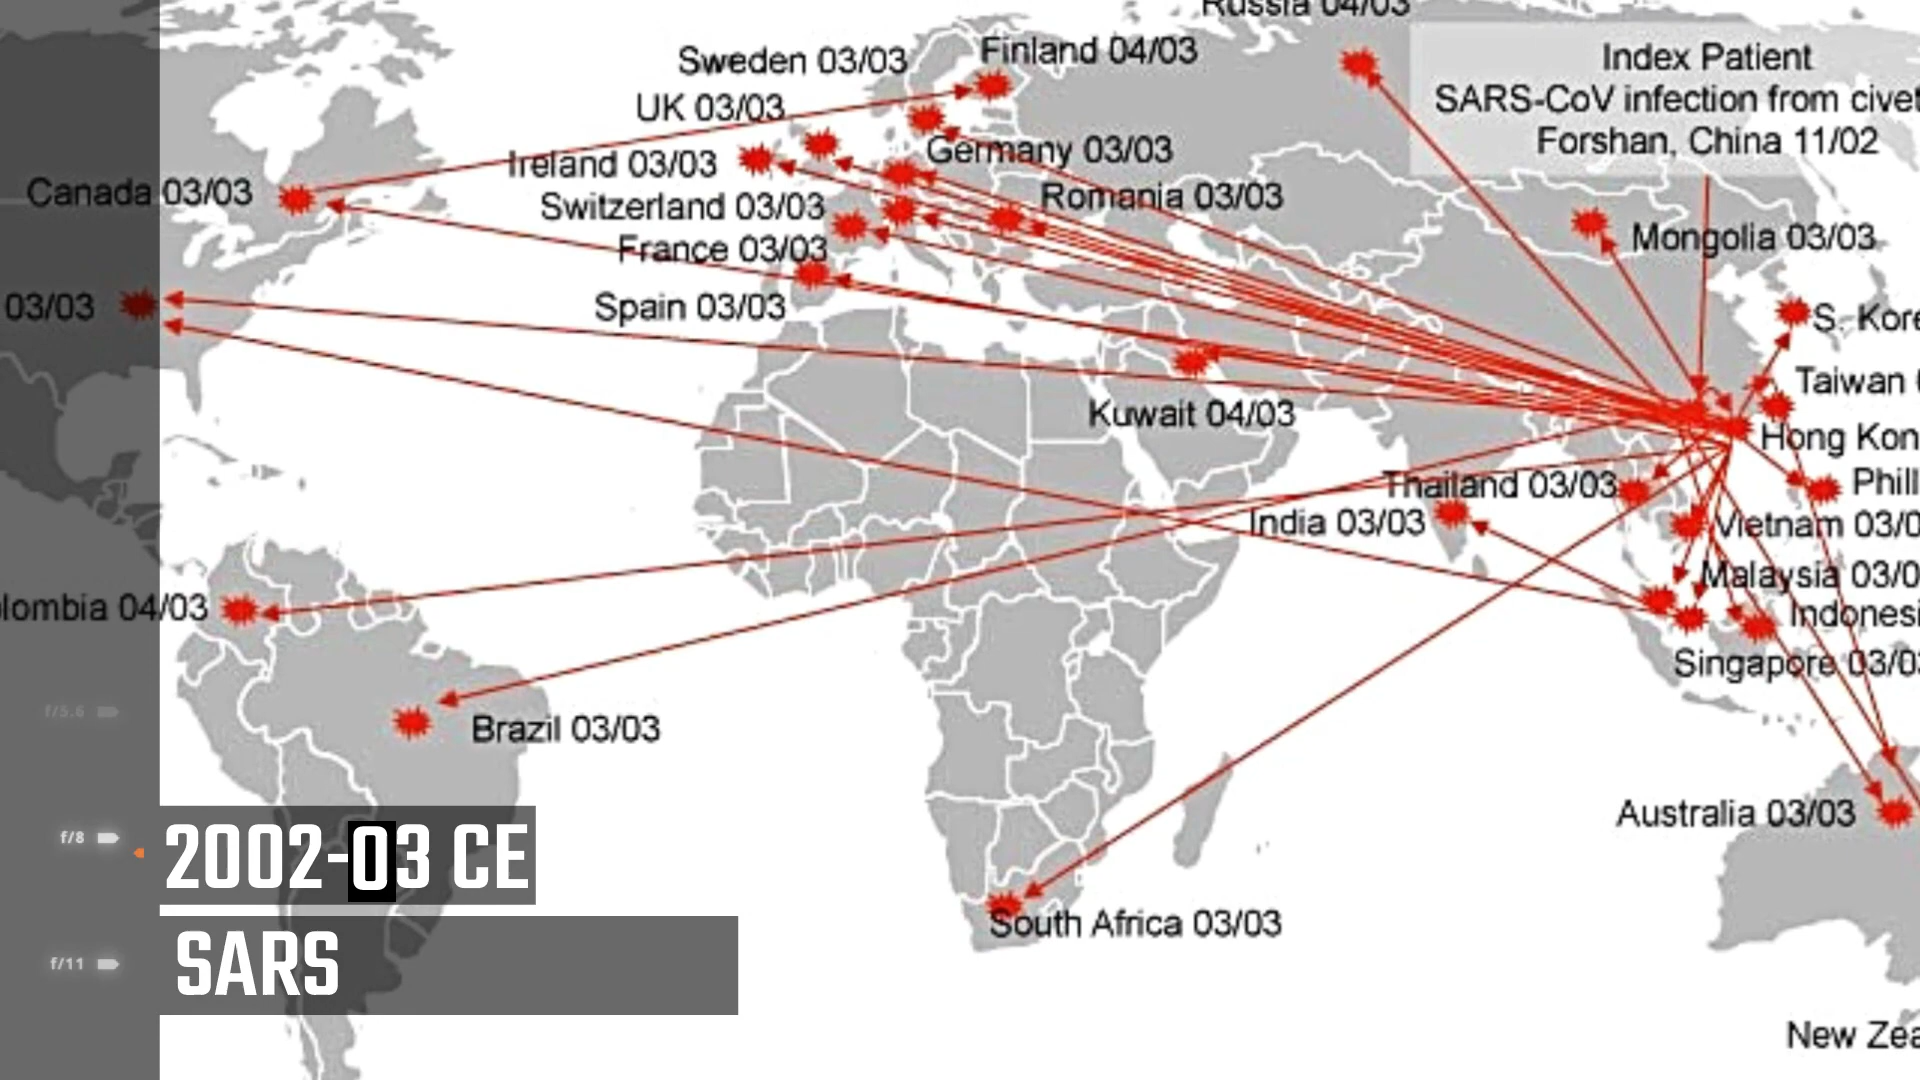 Russia 04/03
Sweden 03/03
Finland 04/03
Index Patient
SARS-CoV infection from civet
Forshan, China 11/02
UK 03/03
Ireland 03/03
Germany 03/03
Canada 03/03
Switzerland 03/03
Romania 03/03
France 03/03
Mongolia 03/03
03/03
Spain 03/03
S. Kore
Taiwan
Kuwait 04/03
Hong Kon
Thailand 03/03
Phill
India 03/03
Vietnam 03/0
Malaysia 03/0
lombia 04/03
Indonesi
Singapore 03/03
f/5.6
Brazil 03/03
Australia 03/03
f/8
2002-03 CE
South Africa 03/03
f/11
SARS
New Zea